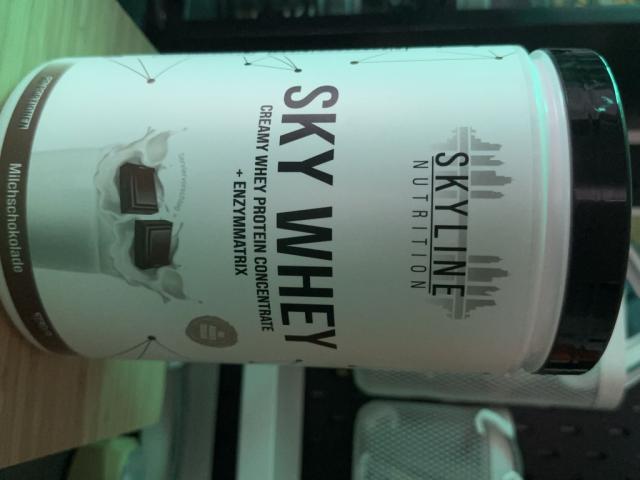 SKYLINE
NUTRITION
SKY WHEY
CREAMY WHEY PROTEIN CONCENTRATE
+ ENZYMMATRIX
Milchschokolade